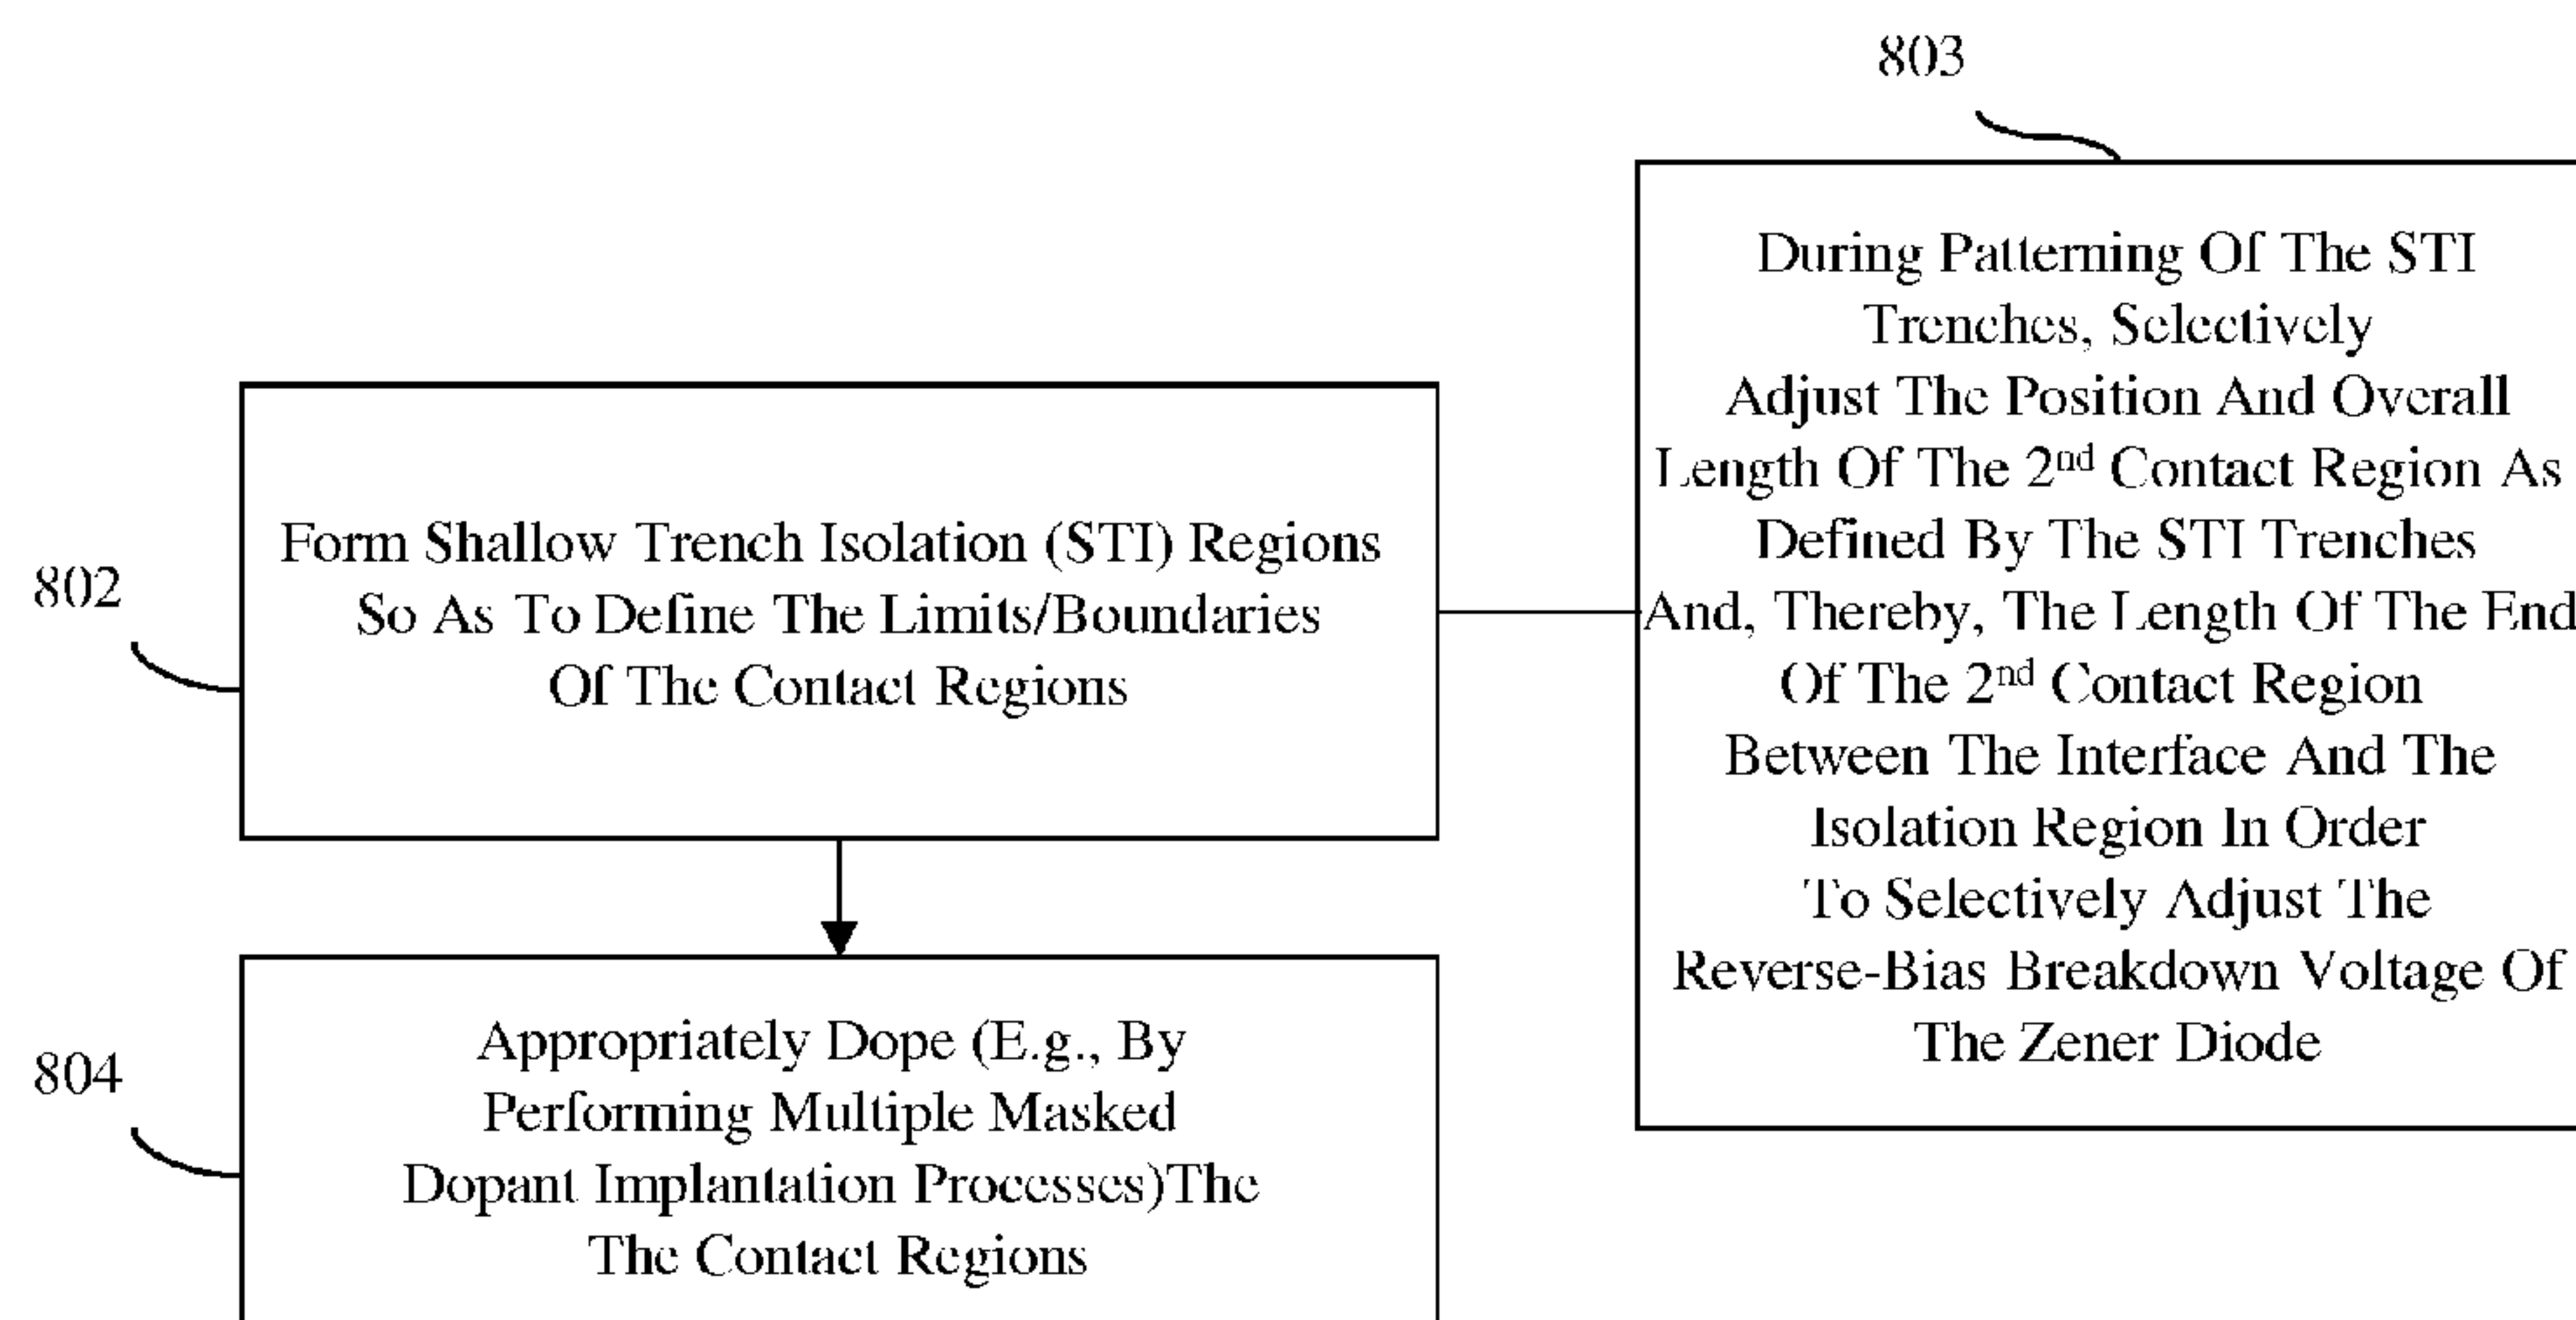 803
During Patterning Of The STI
Trenches, Selectively
Adjust The Position And Overall
Length Of The 2nd Contact Region As
Defined By The STI Trenches
And, Thereby, The Length Of The End
Of The 2nd Contact Region
Between The Interface And The
Isolation Region In Order
To Selectively Adjust The
Reverse-Bias Breakdown Voltage Of
The Zener Diode
802
Form Shallow Trench Isolation (STI) Regions
So As To Define The Limits/Boundaries
Of The Contact Regions
804
Appropriately Dope (E.g., By
Performing Multiple Masked
Dopant Implantation Processes)The
The Contact Regions